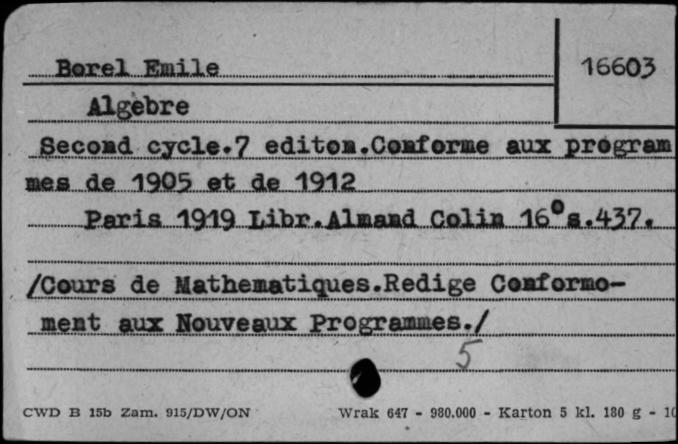 Borel Emile
16603
Algèbre
Second cycle.7 editon.Conforme aux program
mes de 1905 et de 1912
Paris 1919 Libr.Almand Colin 16°s.437.
/Cours de Mathematiques.Redige Conformo-
ment aux Nouveaux Programmes./
5
CWD B 15b Zam. 915/DW/ON Wrak 647 - 980.000 - Karton 5 kl. 180 g - 10